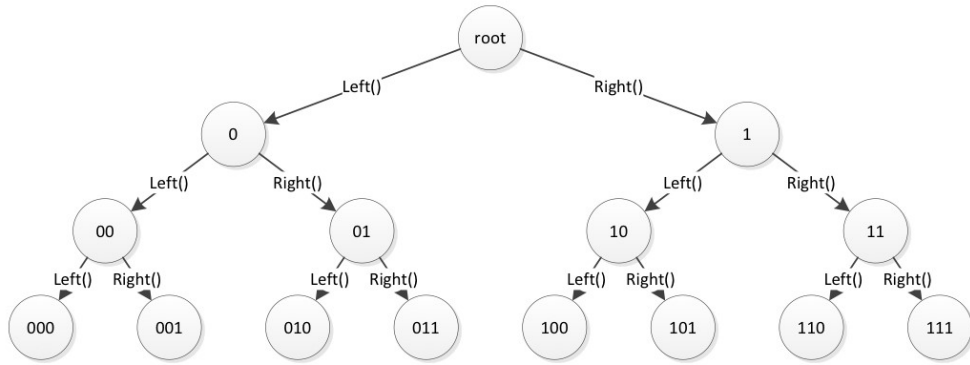 root
Left() Right()
0 1
Left() Right() Left() Right()
00 01 10 11
Left() Right() Left() Right() Left() Right() Left() Right()
000 001 010 011 100 101 110 111